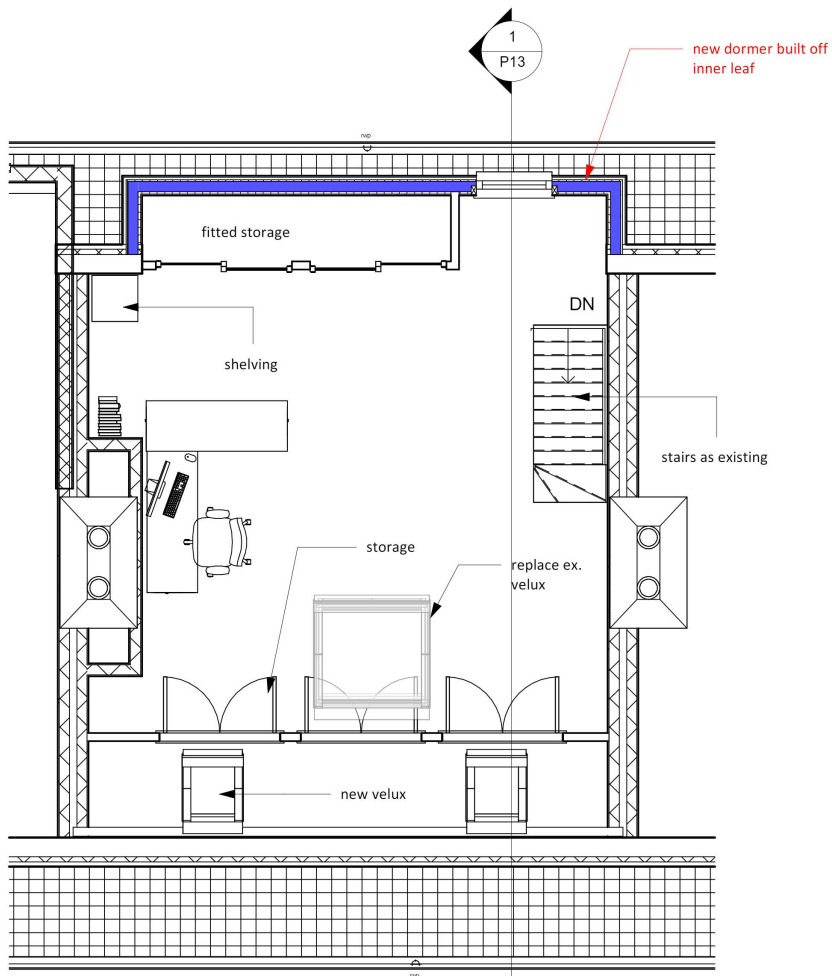 1
P13
new dormer built off
inner leaf
rwp
fitted storage
DN
shelving
stairs as existing
storage
replace ex.
velux
new velux
rwp